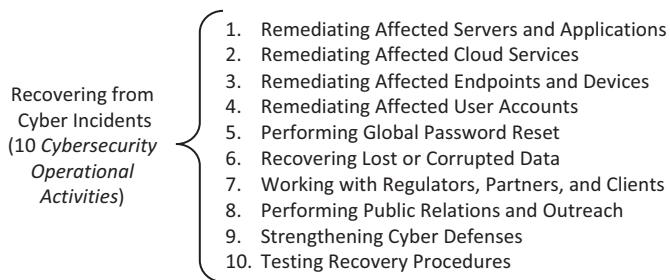 Recovering from
Cyber Incidents
(10 Cybersecurity
Operational
Activities)
1. Remediating Affected Servers and Applications
2. Remediating Affected Cloud Services
3. Remediating Affected Endpoints and Devices
4. Remediating Affected User Accounts
5. Performing Global Password Reset
6. Recovering Lost or Corrupted Data
7. Working with Regulators, Partners, and Clients
8. Performing Public Relations and Outreach
9. Strengthening Cyber Defenses
10. Testing Recovery Procedures